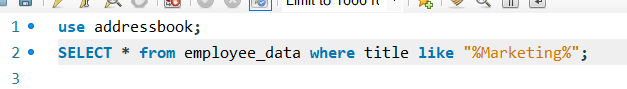 Limit to 1000 r
1 use addressbook;
2 SELECT * from employee_data where title like "%Marketing%";
3